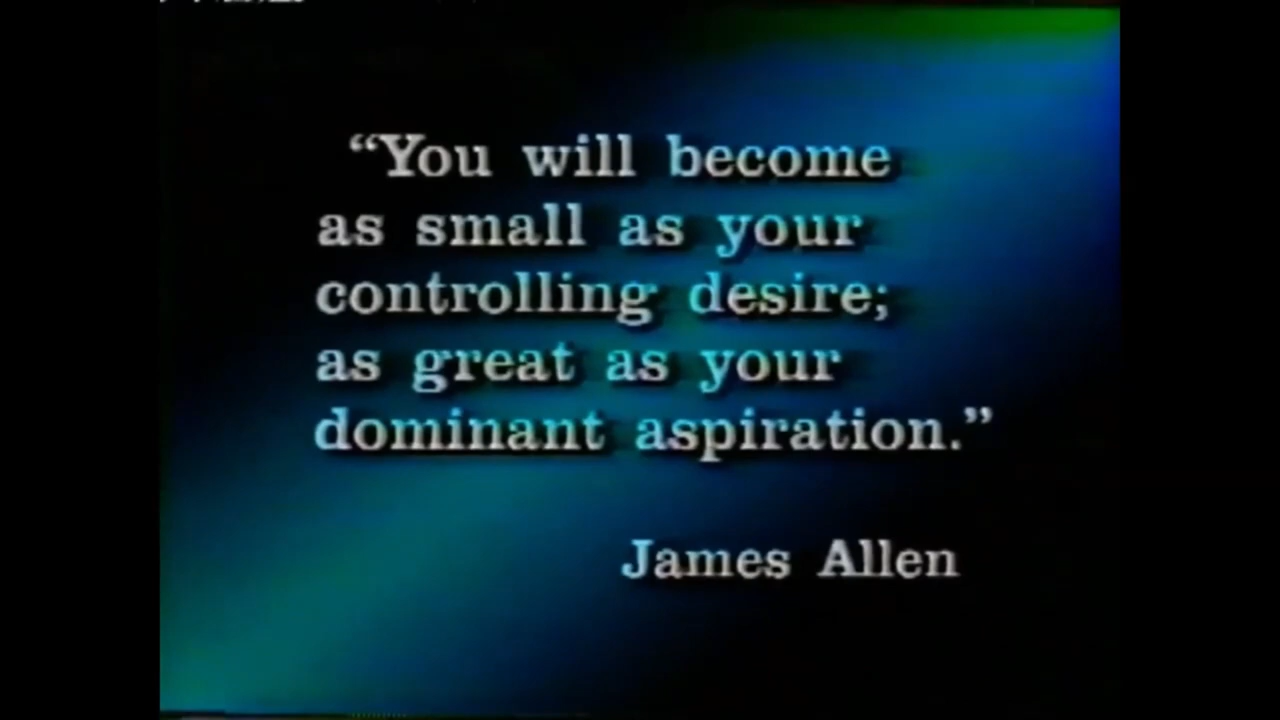 “You will become
as small as your
controlling desire;
as great as your
dominant aspiration.”
James Allen